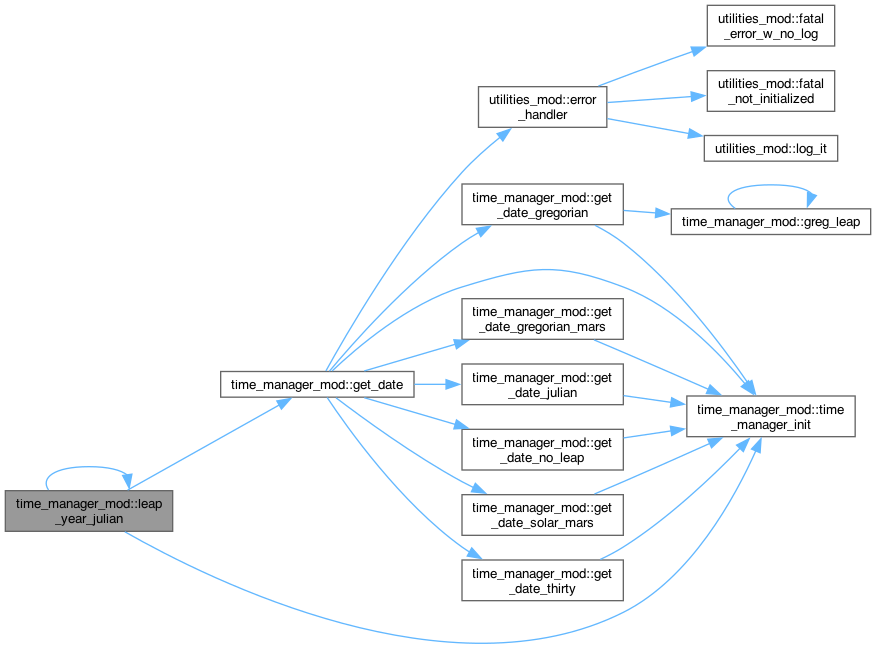 utilities_mod::fatal
_error_w_no_log
utilities_mod::error
_handler
utilities_mod::fatal
_not_initialized
utilities_mod::log_it
time_manager_mod::get
_date_gregorian
time_manager_mod::greg_leap
time_manager_mod::get
_date_gregorian_mars
time_manager_mod::get_date
time_manager_mod::get
_date_julian
time_manager_mod::time
_manager_init
time_manager_mod::get
_date_no_leap
time_manager_mod::leap
_year_julian
time_manager_mod::get
_date_solar_mars
time_manager_mod::get
_date_thirty